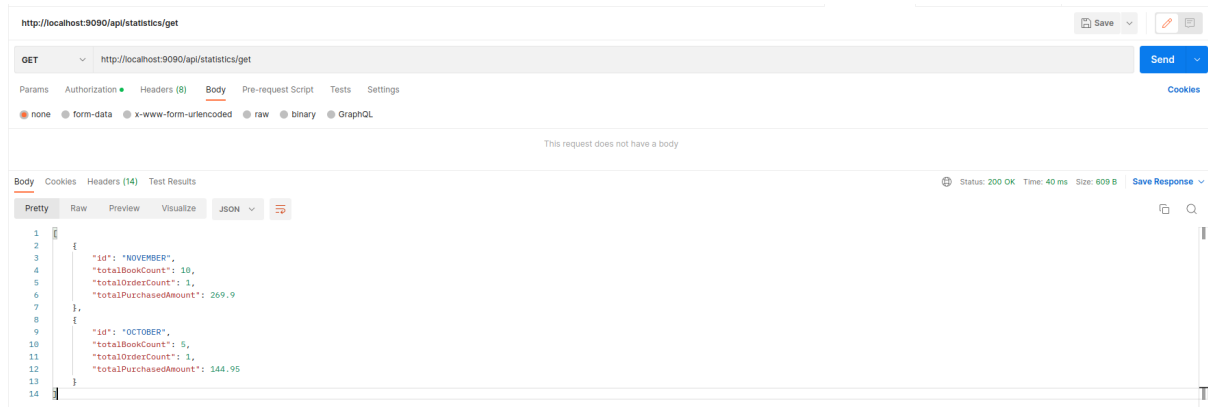 http://localhost:9090/api/statistics/get Save
GET http://localhost:9090/api/statistics/get Send
Params Authorization Headers (8) Body Pre-request Script Tests Settings Cookies
none form-data x-www-form-urlencoded raw binary GraphQL
This request does not have a body
Body Cookies Headers (14) Test Results Status: 200 OK Time: 40 ms Size: 609 B Save Response
Pretty Raw Preview Visualize JSON
1 [
2 {
3 "id": "NOVEMBER",
4 "totalBookCount": 10,
5 "totalOrderCount": 1,
6 "totalPurchasedAmount": 269.9
7 },
8 {
9 "id": "OCTOBER",
10 "totalBookCount": 5,
11 "totalOrderCount": 1,
12 "totalPurchasedAmount": 144.95
13 }
14 ]